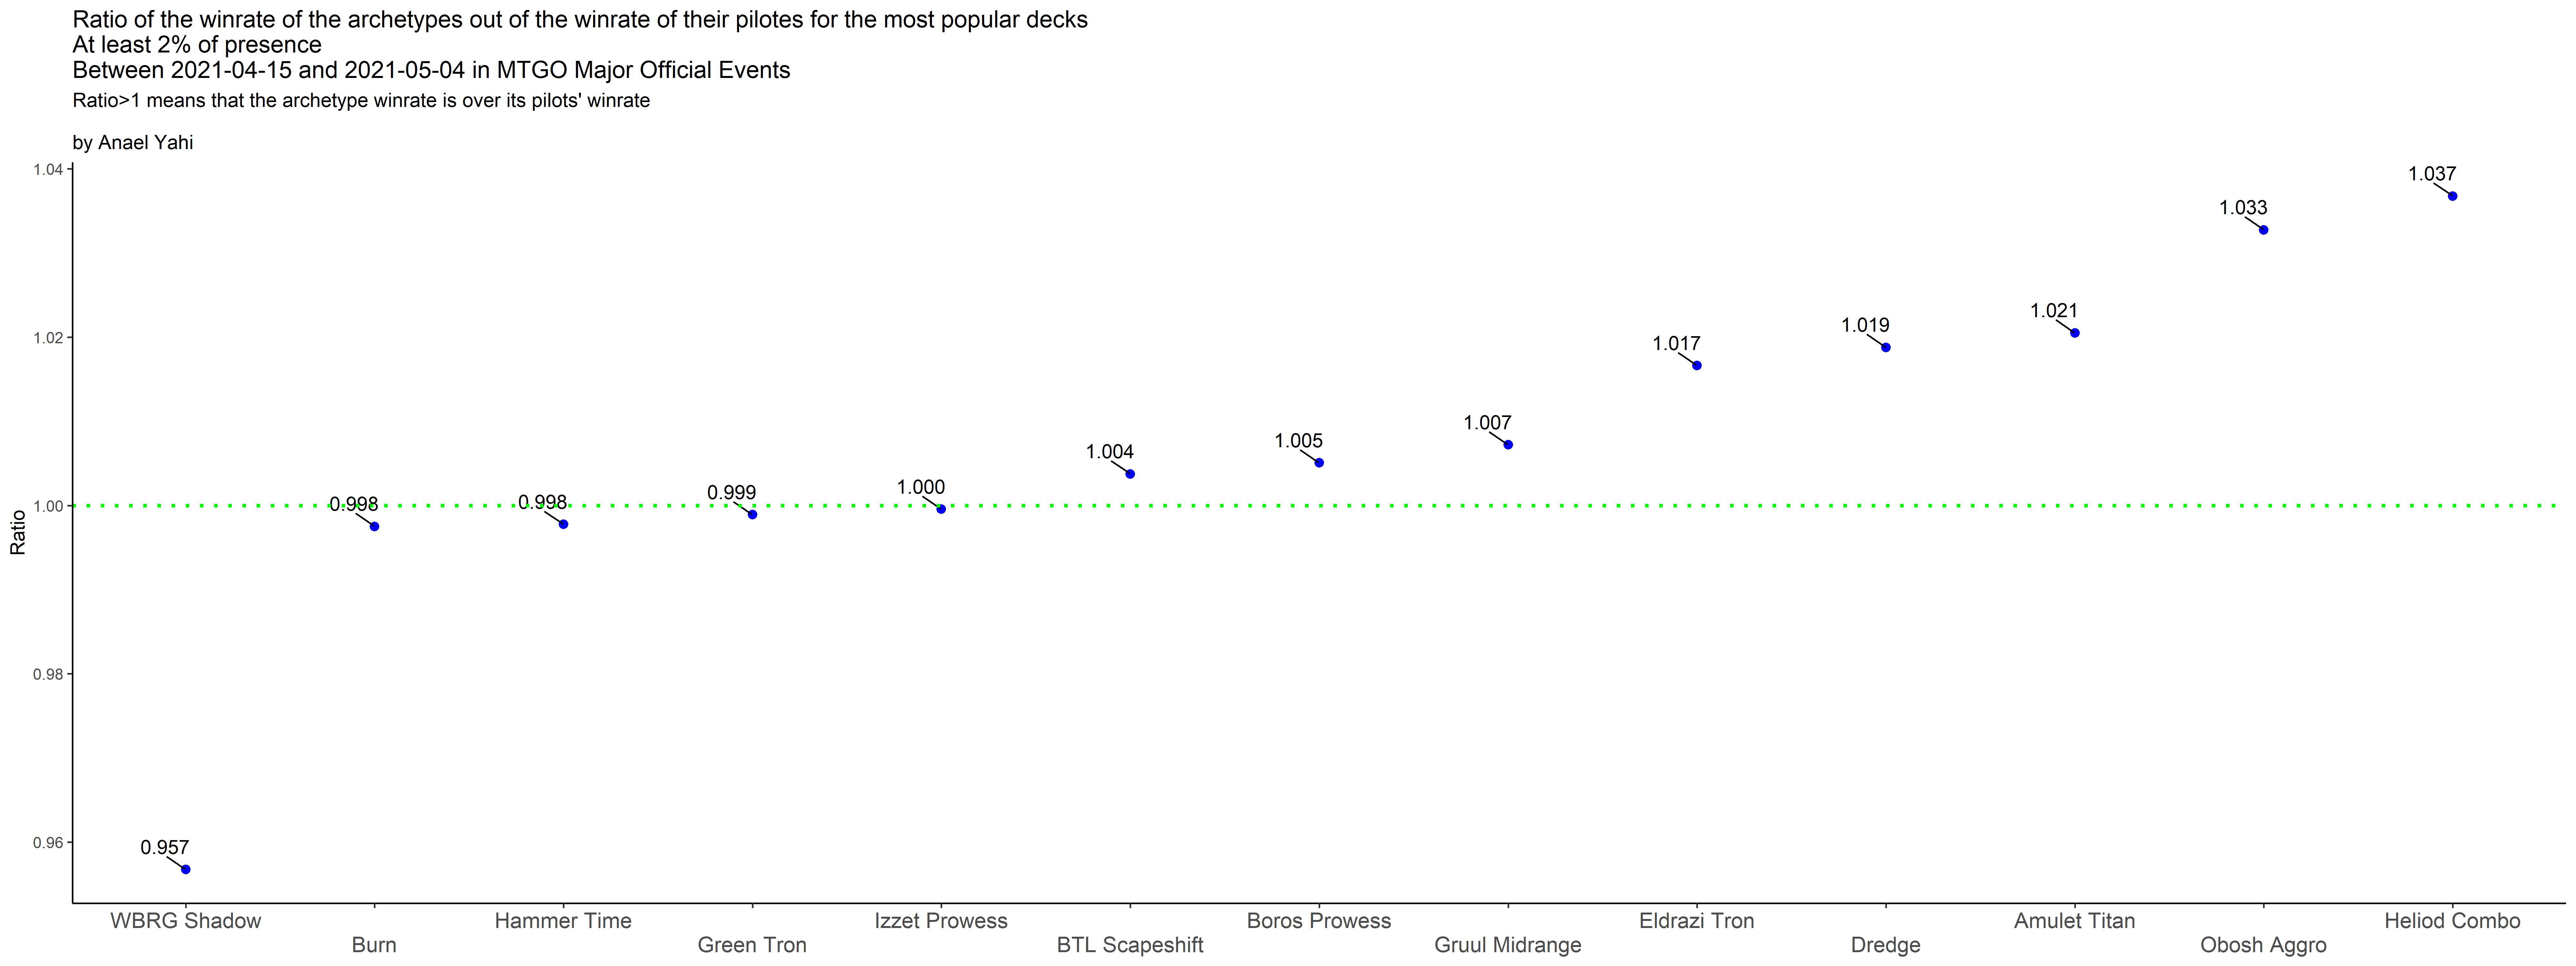 Ratio of the winrate of the archetypes out of the winrate of their pilotes for the most popular decks
At least 2% of presence
Between 2021-04-15 and 2021-05-04 in MTGO Major Official Events
Ratio>1 means that the archetype winrate is over its pilots' winrate
by Anael Yahi
1.04
1.02
1.00
0.98
0.96
Ratio
0.957
0.998
0.998
0.999
1.000
1.004
1.005
1.007
1.017
1.019
1.021
1.033
1.037
WBRG Shadow
Burn
Hammer Time
Green Tron
Izzet Prowess
BTL Scapeshift
Boros Prowess
Gruul Midrange
Eldrazi Tron
Dredge
Amulet Titan
Obosh Aggro
Heliod Combo